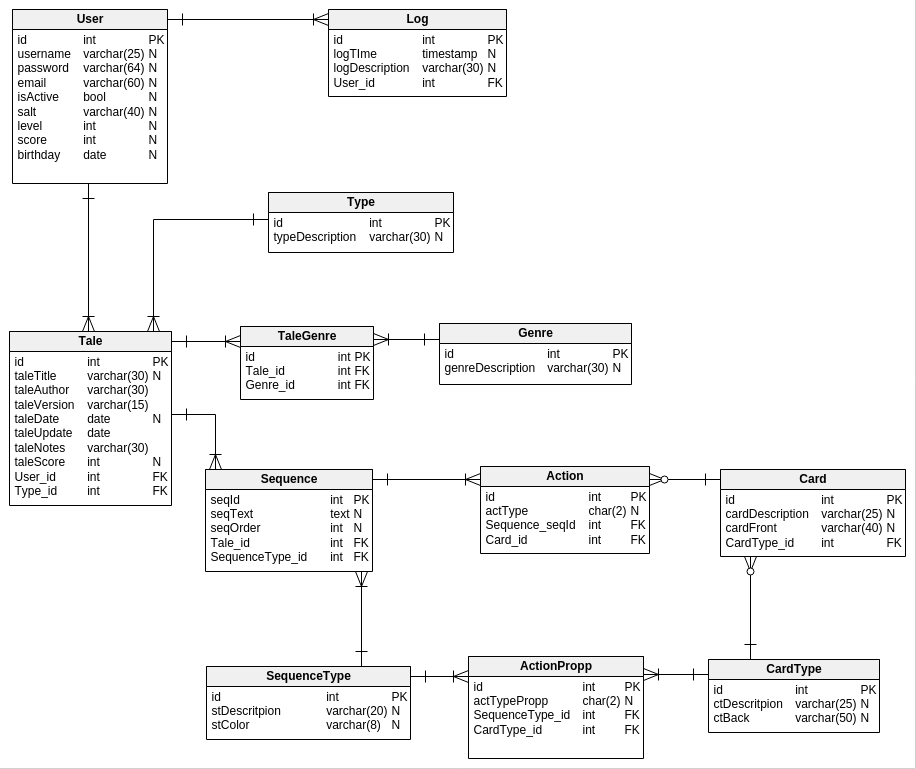 User
id int PK
username varchar(25) N
password varchar(64) N
email varchar(60) N
isActive bool N
salt varchar(40) N
level int N
score int N
birthday date N
Log
id int PK
logTIme timestamp N
logDescription varchar(30) N
User_id int FK
Type
id int PK
typeDescription varchar(30) N
Tale
id int PK
taleTitle varchar(30) N
taleAuthor varchar(30)
taleVersion varchar(15)
taleDate date N
taleUpdate date
taleNotes varchar(30)
taleScore int N
User_id int FK
Type_id int FK
TaleGenre
id int PK
Tale_id int FK
Genre_id int FK
Genre
id int PK
genreDescription varchar(30) N
Sequence
seqId int PK
seqText text N
seqOrder int N
Tale_id int FK
SequenceType_id int FK
Action
id int PK
actType char(2) N
Sequence_seqId int FK
Card_id int FK
Card
id int PK
cardDescription varchar(25) N
cardFront varchar(40) N
CardType_id int FK
SequenceType
id int PK
stDescritpion varchar(20) N
stColor varchar(8) N
ActionPropp
id int PK
actTypePropp char(2) N
SequenceType_id int FK
CardType_id int FK
CardType
id int PK
ctDescritpion varchar(25) N
ctBack varchar(50) N